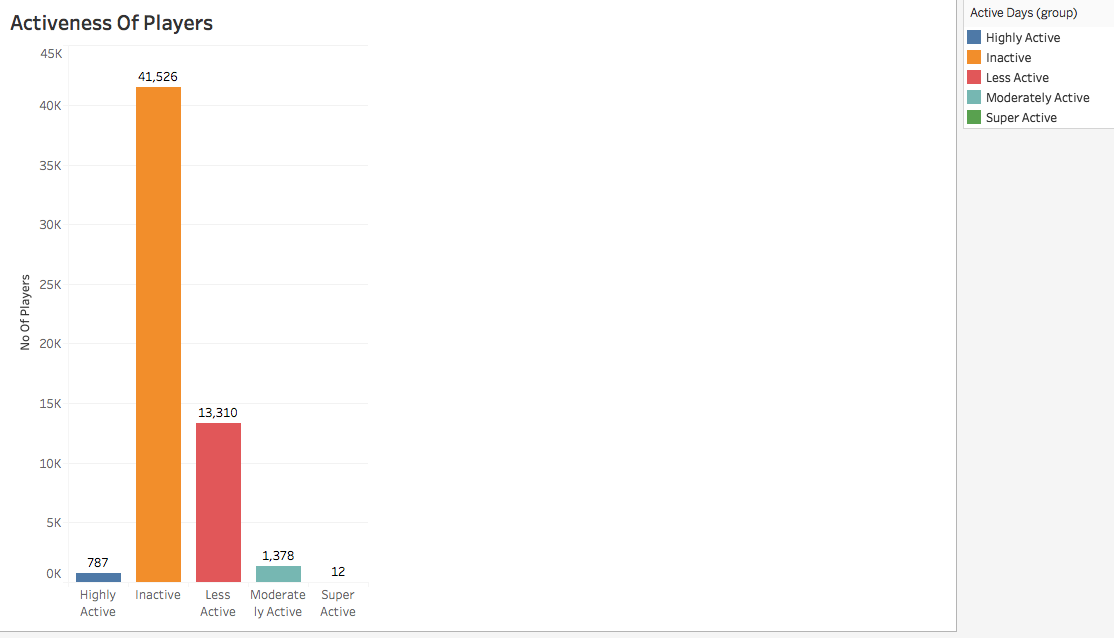 Activeness Of Players
Active Days (group)
Highly Active
Inactive
Less Active
Moderately Active
Super Active
No Of Players
45K
40K
35K
30K
25K
20K
15K
10K
5K
0K
787
41,526
13,310
1,378
12
Highly
Active
Inactive
Less
Active
Moderate
ly Active
Super
Active